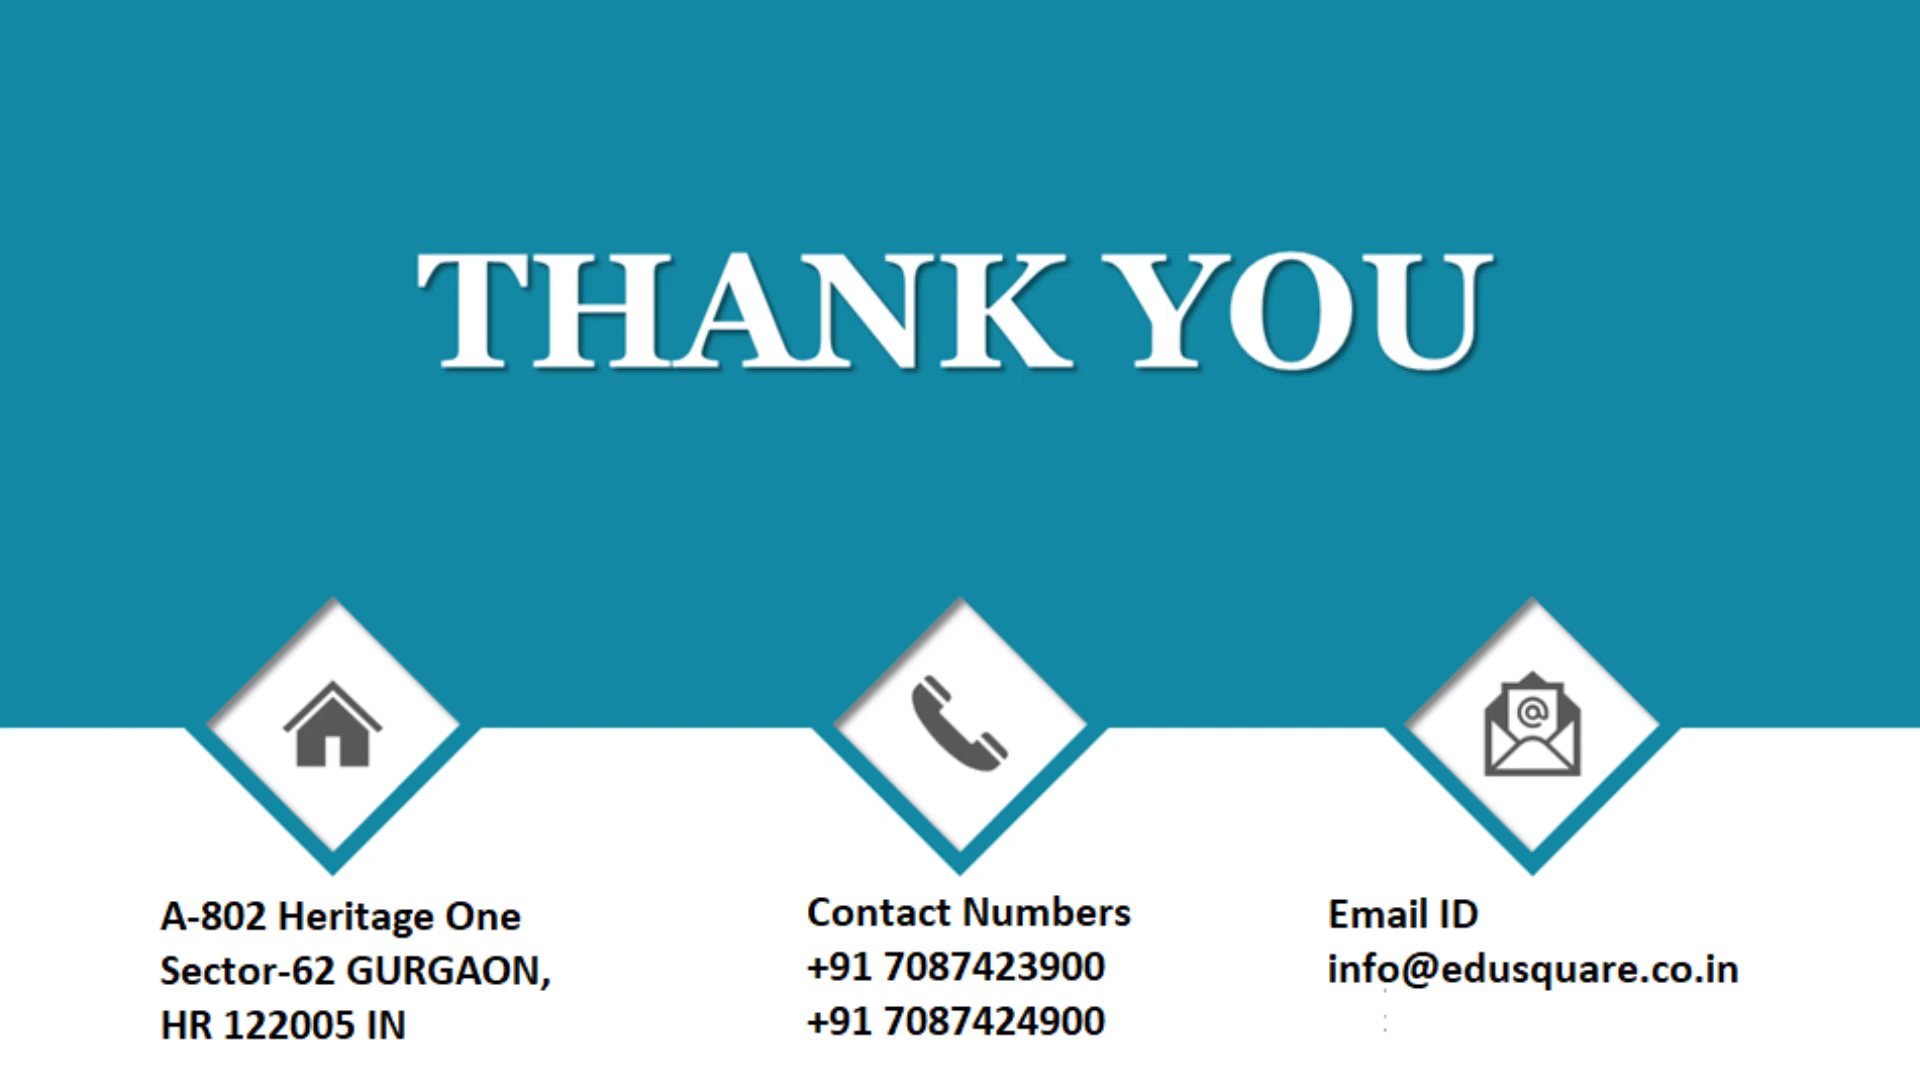 THANK YOU
A-802 Heritage One
Sector-62 GURGAON,
HR 122005 IN
Contact Numbers
+91 7087423900
+91 7087424900
Email ID
info@edusquare.co.in